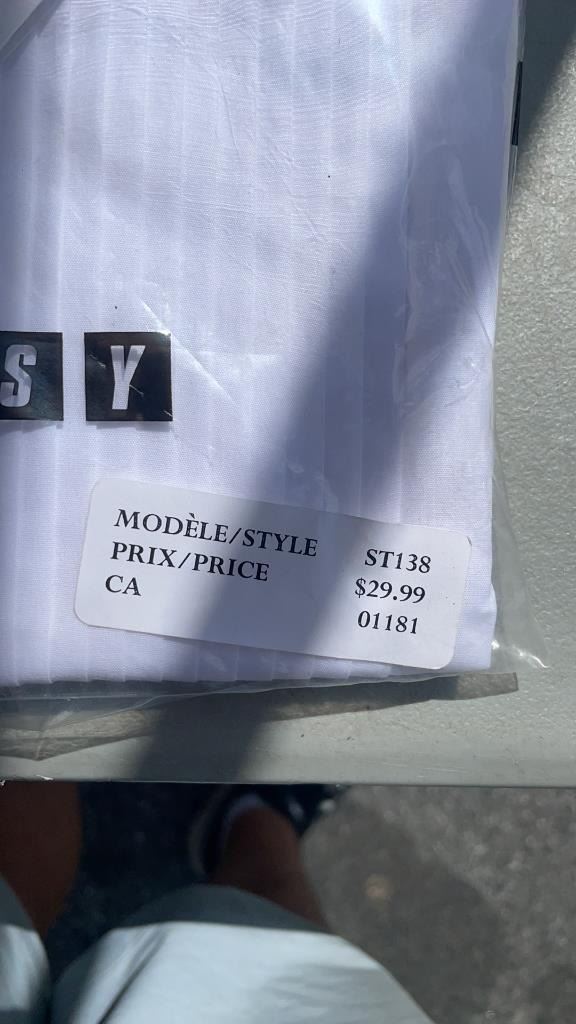 S Y
MODÈLE/STYLE ST138
PRIX/PRICE $29.99
CA 01181